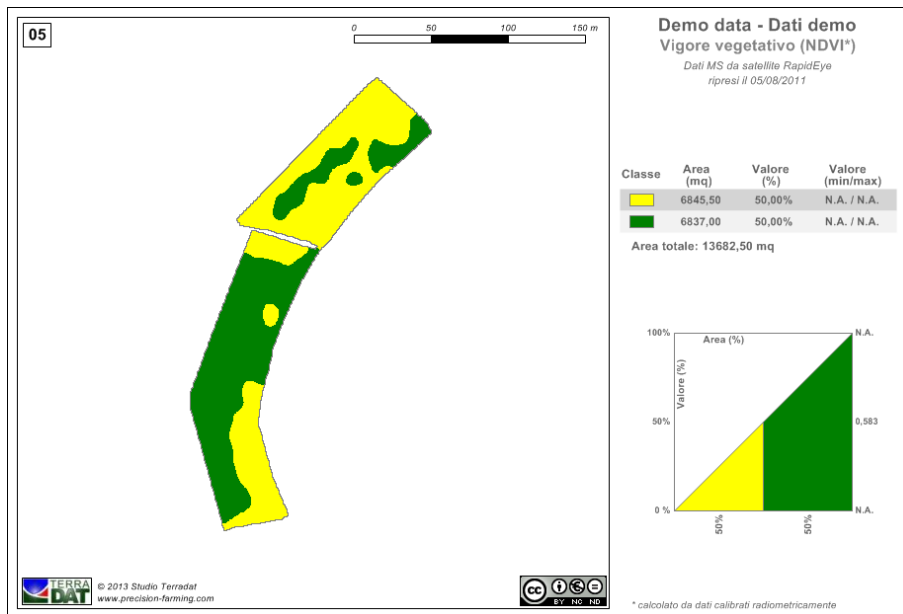 05
0 50 100 150 m
Demo data - Dati demo
Vigore vegetativo (NDVI*)
Dati MS da satellite RapidEye
ripresi il 05/08/2011
Classe Area (mq) Valore (%) Valore (min/max)
6845,50 50,00% N.A. / N.A.
6837,00 50,00% N.A. / N.A.
Area totale: 13682,50 mq
100% Area (%) N.A.
Valore (%)
50% 0,583
0 % N.A.
50% 50%
TERRA
DAT
© 2013 Studio Terradat
www.precision-farming.com
cc
BY NC ND
* calcolato da dati calibrati radiometricamente